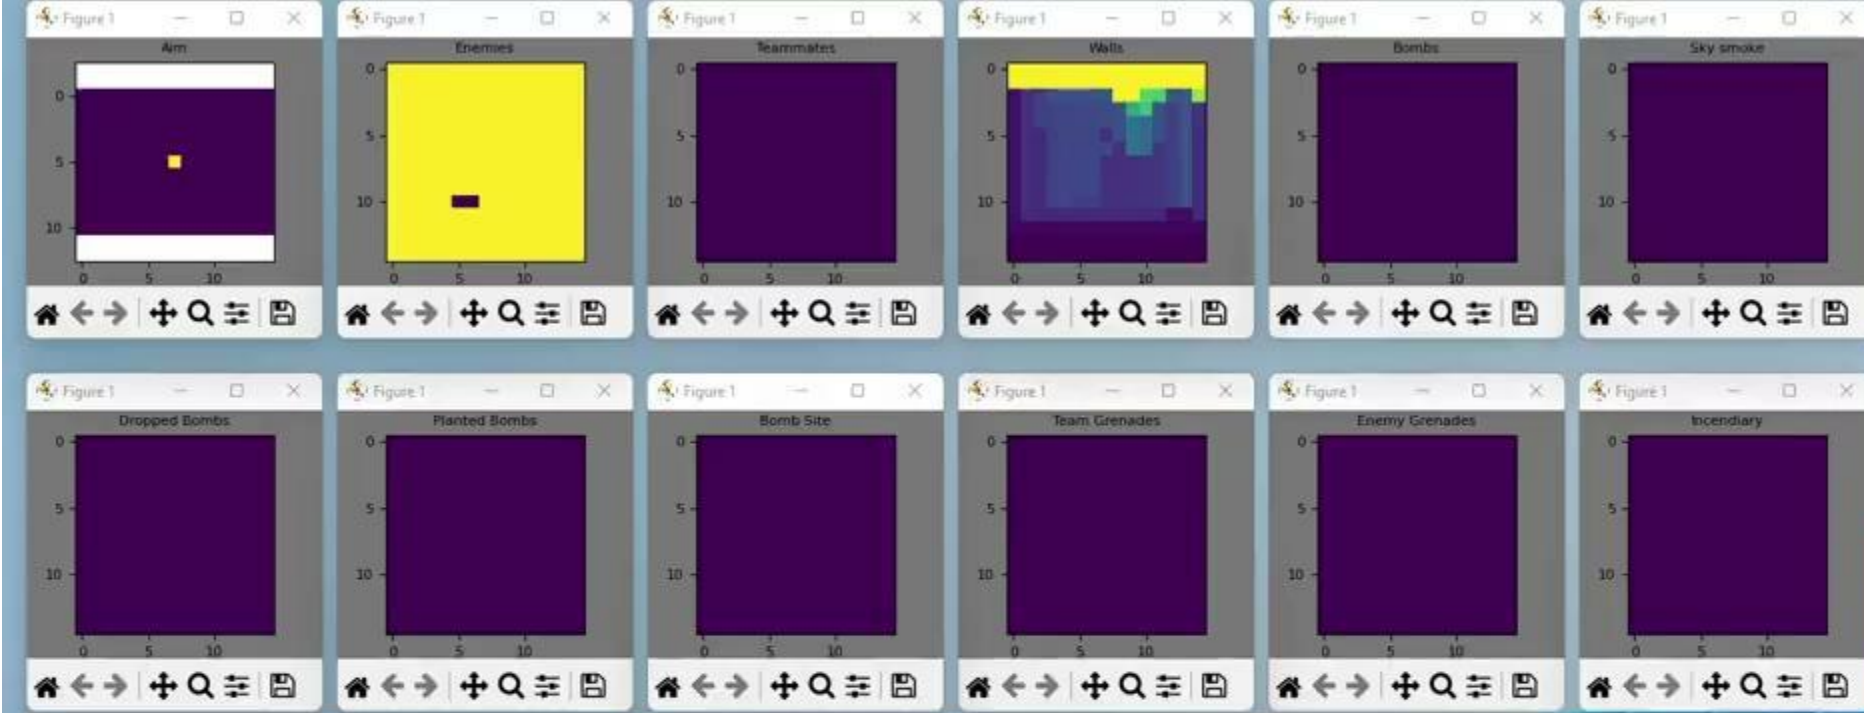 Figure 1 Figure 1 Figure 1 Figure 1 Figure 1 Figure 1
Aim Enemies Teammates Walls Bombs Sky smoke
0 0 0 0 0 0
5 5 5 5 5 5
10 10 10 10 10 10
0 5 10 0 5 10 0 5 10 0 5 10 0 5 10 0 5 10
Figure 1 Figure 1 Figure 1 Figure 1 Figure 1 Figure 1
Dropped Bombs Planted Bombs Bomb Site Team Grenades Enemy Grenades Incendiary
0 0 0 0 0 0
5 5 5 5 5 5
10 10 10 10 10 10
0 5 10 0 5 10 0 5 10 0 5 10 0 5 10 0 5 10